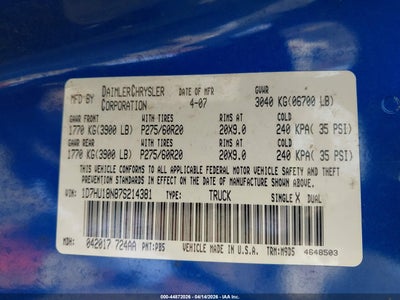 MFD BY DAIMLERCHRYSLER CORPORATION DATE OF MFR 4-07 GVWR 3040 KG(06700 LB)
GAWR FRONT WITH TIRES RIMS AT COLD
1770 KG(3900 LB) P275/60R20 20X9.0 240 KPA( 35 PSI)
GAWR REAR WITH TIRES RIMS AT COLD
1770 KG(3900 LB) P275/60R20 20X9.0 240 KPA( 35 PSI)
THIS VEHICLE CONFORMS TO ALL APPLICABLE FEDERAL MOTOR VEHICLE SAFETY, BUMPER, AND THEFT PREVENTION STANDARDS IN EFFECT ON THE DATE OF MANUFACTURE SHOWN ABOVE.
VIN: 1D7HU18N87S214381 TYPE: TRUCK SINGLE X DUAL
MDH: 042017 724AA PNT: PB5 VEHICLE MADE IN U.S.A. TRM:M9D5 4648503
000-44872026 - 04/14/2026 - IAAI.COM